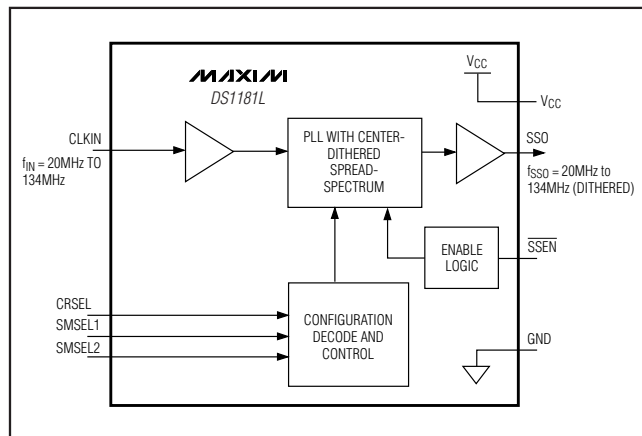 MAXIM
DS1181L
VCC
VCC
CLKIN
fIN = 20MHz TO
134MHz
PLL WITH CENTER-
DITHERED
SPREAD-
SPECTRUM
SSO
fSSO = 20MHz to
134MHz (DITHERED)
ENABLE
LOGIC
SSEN
CRSEL
SMSEL1
SMSEL2
CONFIGURATION
DECODE AND
CONTROL
GND